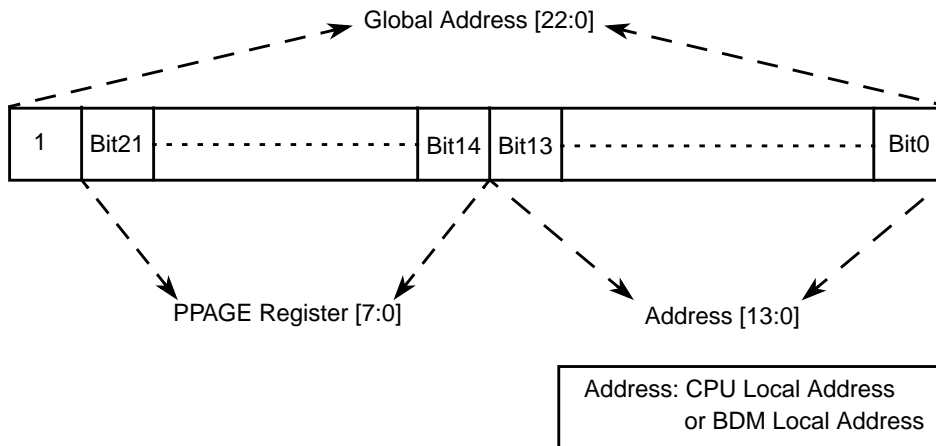 Global Address [22:0]
1 Bit21 Bit14 Bit13 Bit0
PPAGE Register [7:0]
Address [13:0]
Address: CPU Local Address
or BDM Local Address